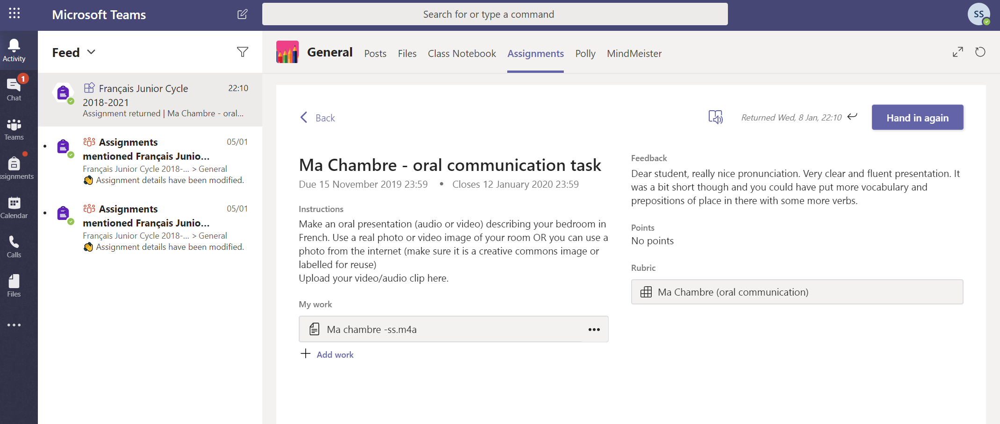 Microsoft Teams
Search for or type a command
SS
Activity
1
Chat
Teams
ssignments
Calendar
Calls
Files
Feed
Français Junior Cycle 22:10
2018-2021
Assignment returned | Ma Chambre - oral...
Assignments 05/01
mentioned Français Junio...
Français Junior Cycle 2018-... > General
Assignment details have been modified.
Assignments 05/01
mentioned Français Junio...
Français Junior Cycle 2018-... > General
Assignment details have been modified.
General Posts Files Class Notebook Assignments Polly MindMeister
Back
Returned Wed, 8 Jan, 22:10
Hand in again
Ma Chambre - oral communication task
Due 15 November 2019 23:59 • Closes 12 January 2020 23:59
Instructions
Make an oral presentation (audio or video) describing your bedroom in
French. Use a real photo or video image of your room OR you can use a
photo from the internet (make sure it is a creative commons image or
labelled for reuse)
Upload your video/audio clip here.
My work
Ma chambre -ss.m4a
Add work
Feedback
Dear student, really nice pronunciation. Very clear and fluent presentation. It
was a bit short though and you could have put more vocabulary and
prepositions of place in there with some more verbs.
Points
No points
Rubric
Ma Chambre (oral communication)